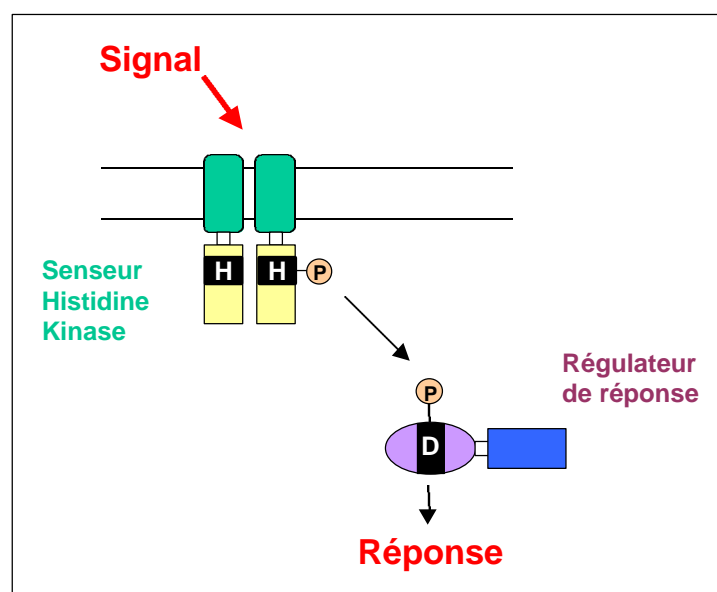 Signal
H H P
Senseur
Histidine
Kinase
Régulateur
de réponse
P
D
Réponse